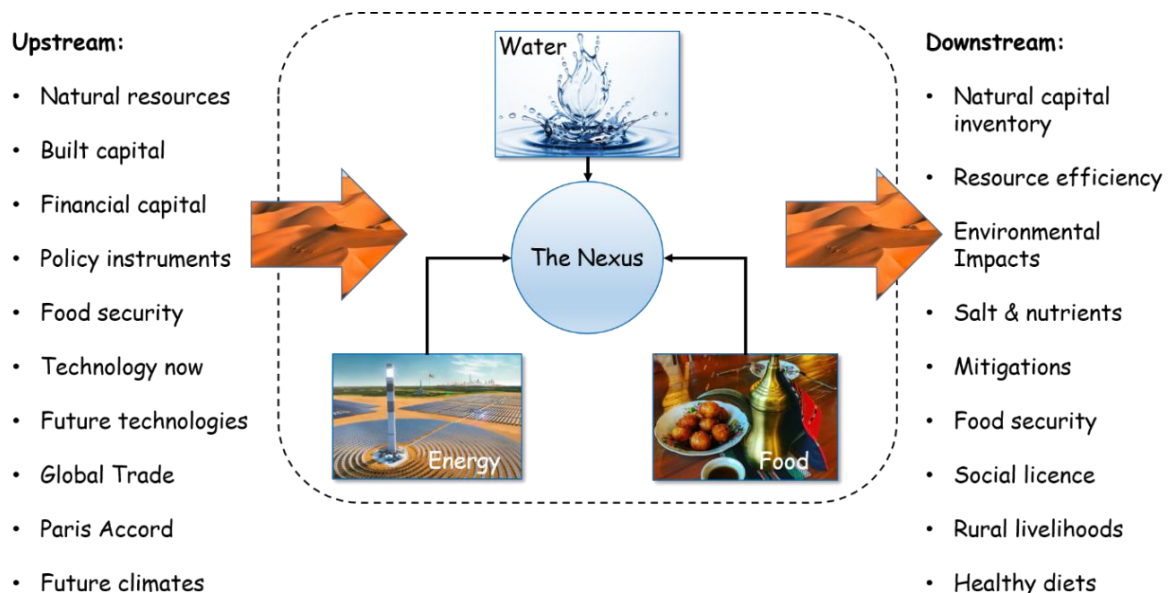 Upstream:
• Natural resources
• Built capital
• Financial capital
• Policy instruments
• Food security
• Technology now
• Future technologies
• Global Trade
• Paris Accord
• Future climates
Water
The Nexus
Energy
Food
Downstream:
• Natural capital
inventory
• Resource efficiency
• Environmental
Impacts
• Salt & nutrients
• Mitigations
• Food security
• Social licence
• Rural livelihoods
• Healthy diets